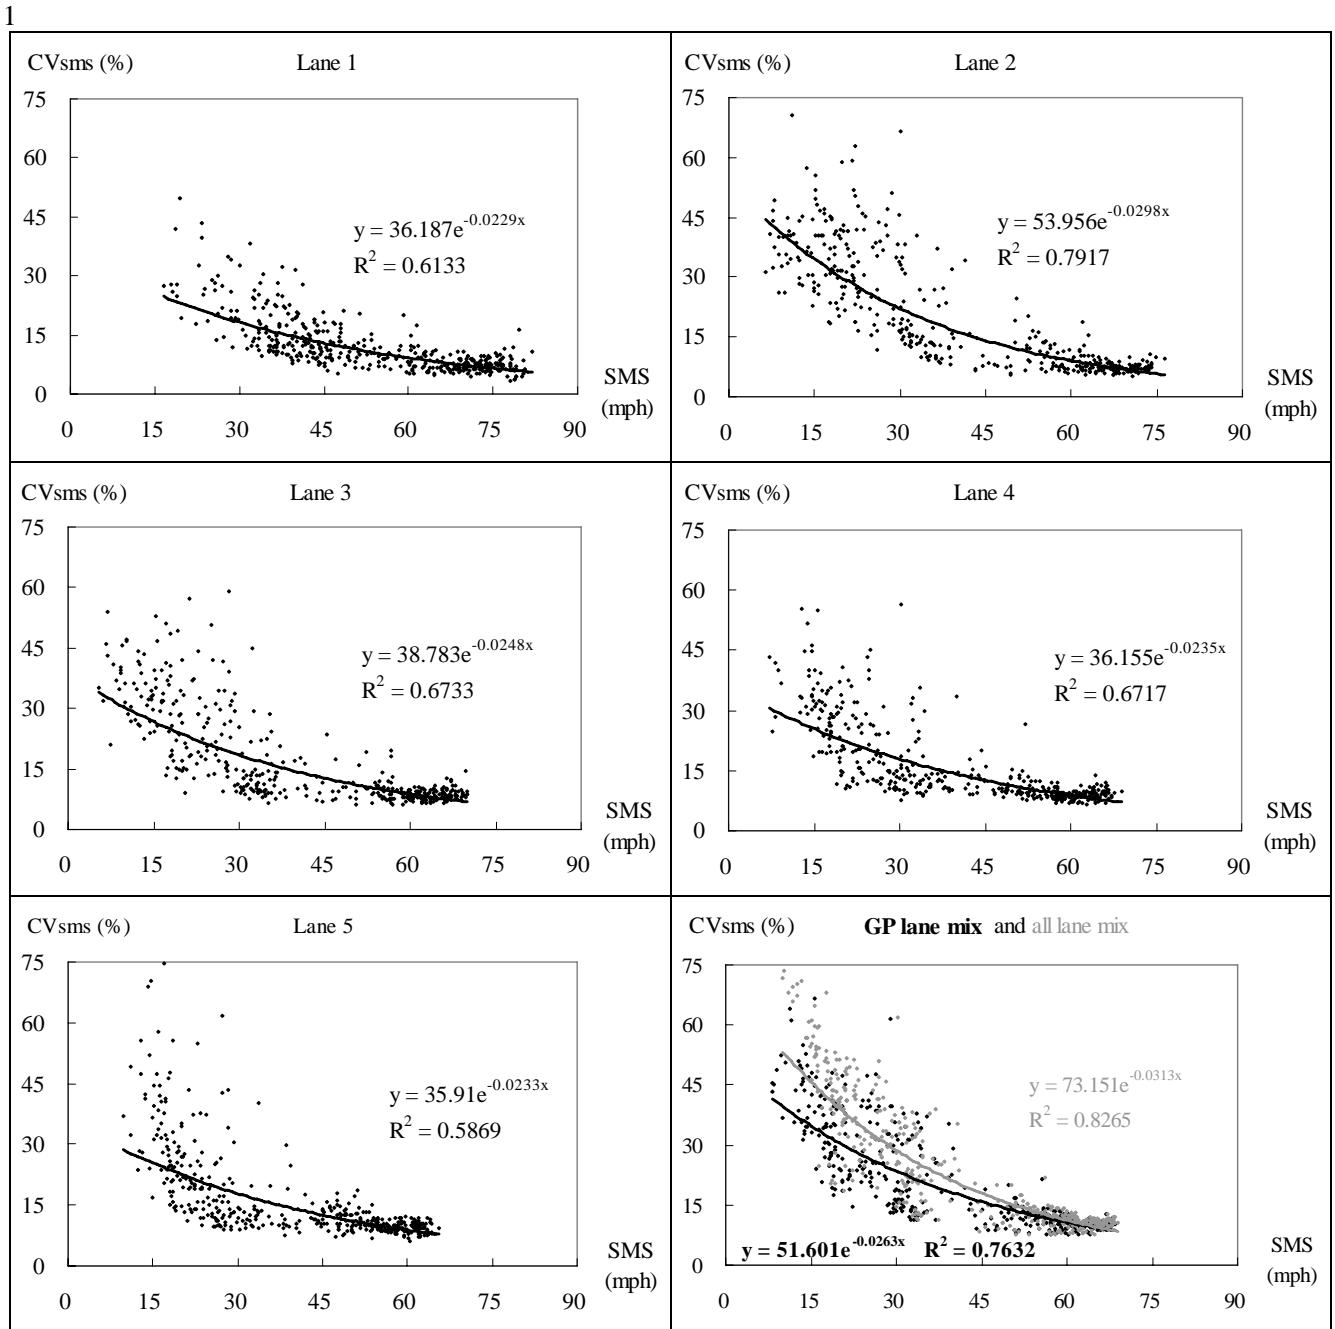 1
CVsms (%) Lane 1
75
60
45
30
15
0
y = 36.187e^-0.0229x
R^2 = 0.6133
SMS
(mph)
0 15 30 45 60 75 90
CVsms (%) Lane 2
75
60
45
30
15
0
y = 53.956e^-0.0298x
R^2 = 0.7917
SMS
(mph)
0 15 30 45 60 75 90
CVsms (%) Lane 3
75
60
45
30
15
0
y = 38.783e^-0.0248x
R^2 = 0.6733
SMS
(mph)
0 15 30 45 60 75 90
CVsms (%) Lane 4
75
60
45
30
15
0
y = 36.155e^-0.0235x
R^2 = 0.6717
SMS
(mph)
0 15 30 45 60 75 90
CVsms (%) Lane 5
75
60
45
30
15
0
y = 35.91e^-0.0233x
R^2 = 0.5869
SMS
(mph)
0 15 30 45 60 75 90
CVsms (%) GP lane mix and all lane mix
75
60
45
30
15
0
y = 73.151e^-0.0313x
R^2 = 0.8265
y = 51.601e^-0.0263x R^2 = 0.7632
SMS
(mph)
0 15 30 45 60 75 90